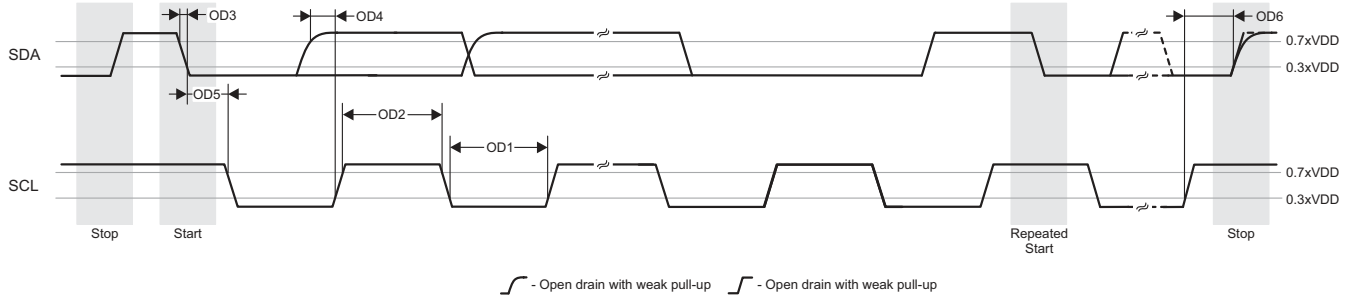 OD3
OD4
OD6
SDA
0.7xVDD
0.3xVDD
OD5
OD2
OD1
SCL
0.7xVDD
0.3xVDD
Stop
Start
Repeated
Start
Stop
- Open drain with weak pull-up
- Open drain with weak pull-up